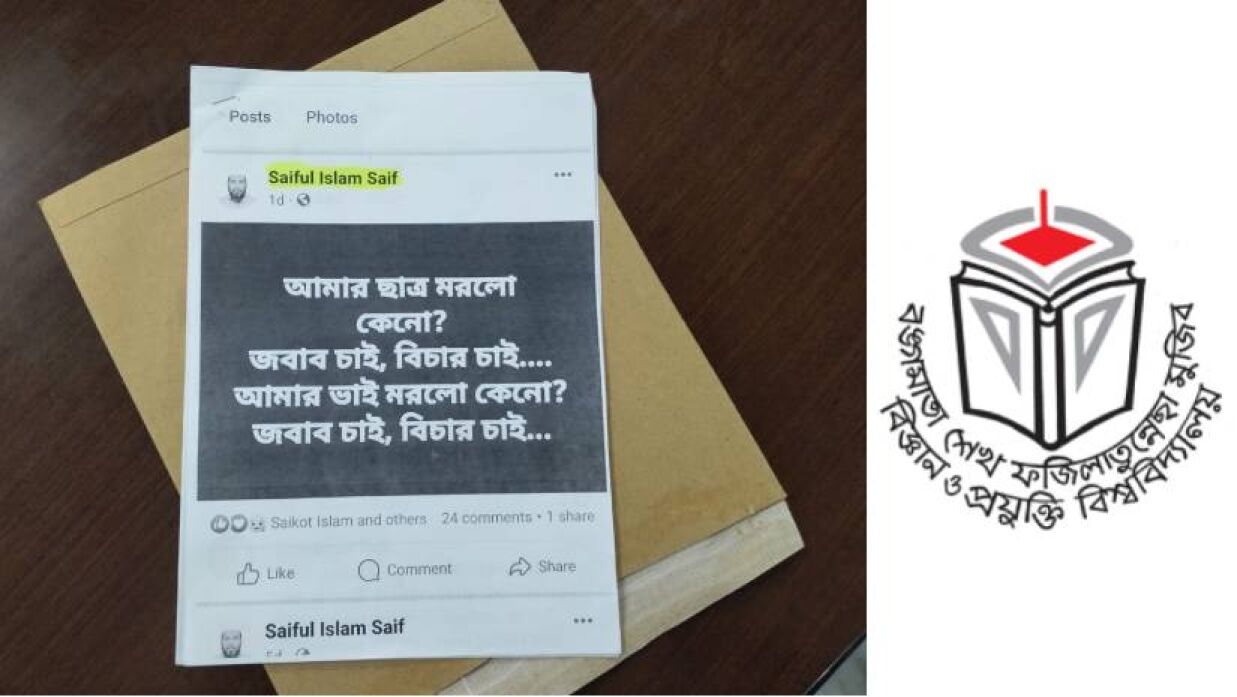 Posts Photos
Saiful Islam Saif
1d
আমার ছাত্র মরলো
কেনো?
জবাব চাই, বিচার চাই....
আমার ভাই মরলো কেনো?
জবাব চাই, বিচার চাই...
Saikot Islam and others 24 comments • 1 share
Like Comment Share
Saiful Islam Saif
5d
বঙ্গমাতা শেখ ফজিলাতুন্নেছা মুজিব
বিজ্ঞান ও প্রযুক্তি বিশ্ববিদ্যালয়